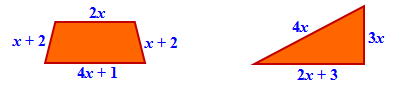 2x
x + 2
x + 2
4x + 1
4x
3x
2x + 3